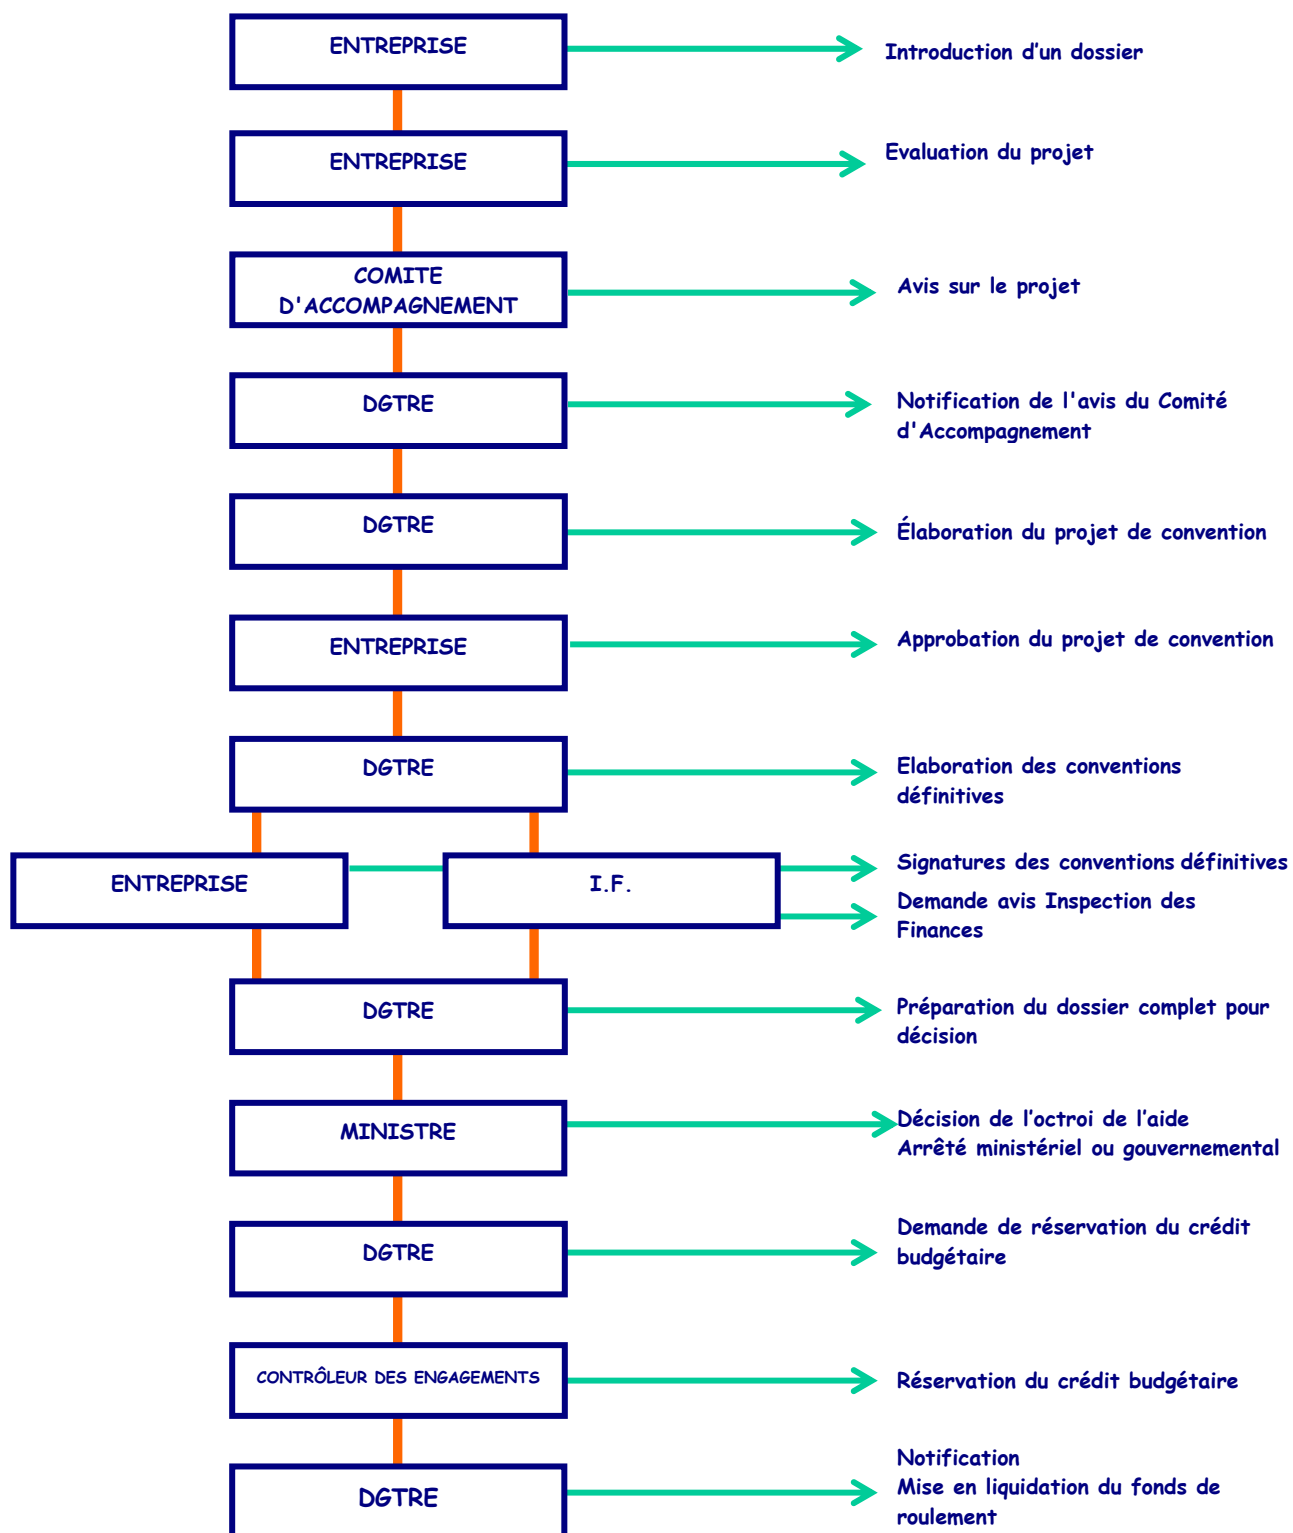 ENTREPRISE
Introduction d’un dossier
ENTREPRISE
Evaluation du projet
COMITE
D'ACCOMPAGNEMENT
Avis sur le projet
DGTRE
Notification de l'avis du Comité
d'Accompagnement
DGTRE
Élaboration du projet de convention
ENTREPRISE
Approbation du projet de convention
DGTRE
Elaboration des conventions
définitives
ENTREPRISE
I.F.
Signatures des conventions définitives
Demande avis Inspection des
Finances
DGTRE
Préparation du dossier complet pour
décision
MINISTRE
Décision de l’octroi de l’aide
Arrêté ministériel ou gouvernemental
DGTRE
Demande de réservation du crédit
budgétaire
CONTRÔLEUR DES ENGAGEMENTS
Réservation du crédit budgétaire
DGTRE
Notification
Mise en liquidation du fonds de
roulement